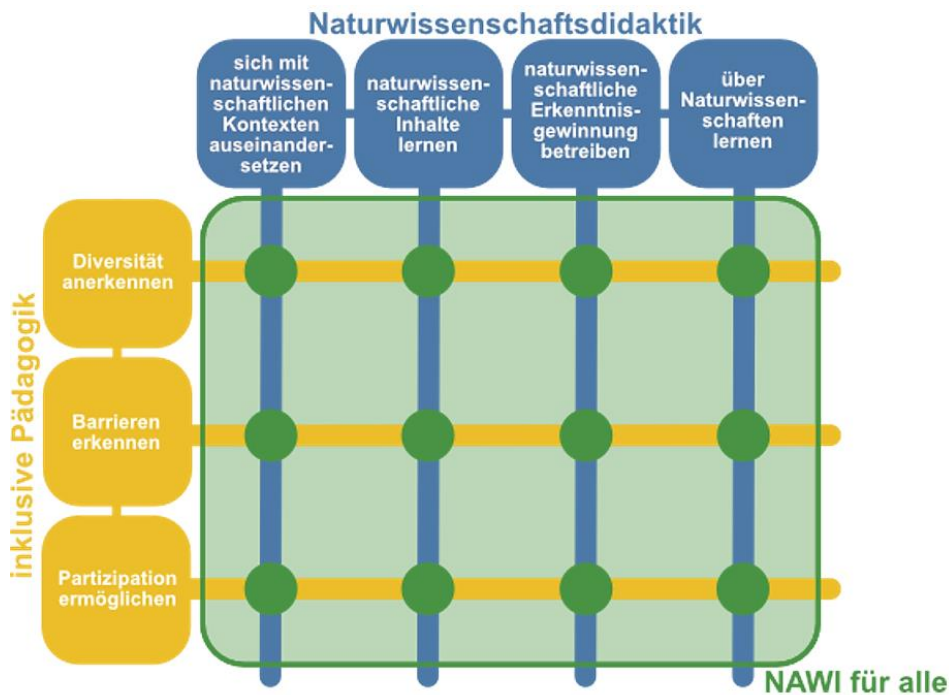 Naturwissenschaftsdidaktik
sich mit
naturwissen-
schaftlichen
Kontexten
auseinander-
setzen
naturwissen-
schaftliche
Inhalte
lernen
naturwissen-
schaftliche
Erkenntnis-
gewinnung
betreiben
über
Naturwissen-
schaften
lernen
inklusive Pädagogik
Diversität
anerkennen
Barrieren
erkennen
Partizipation
ermöglichen
NAWI für alle